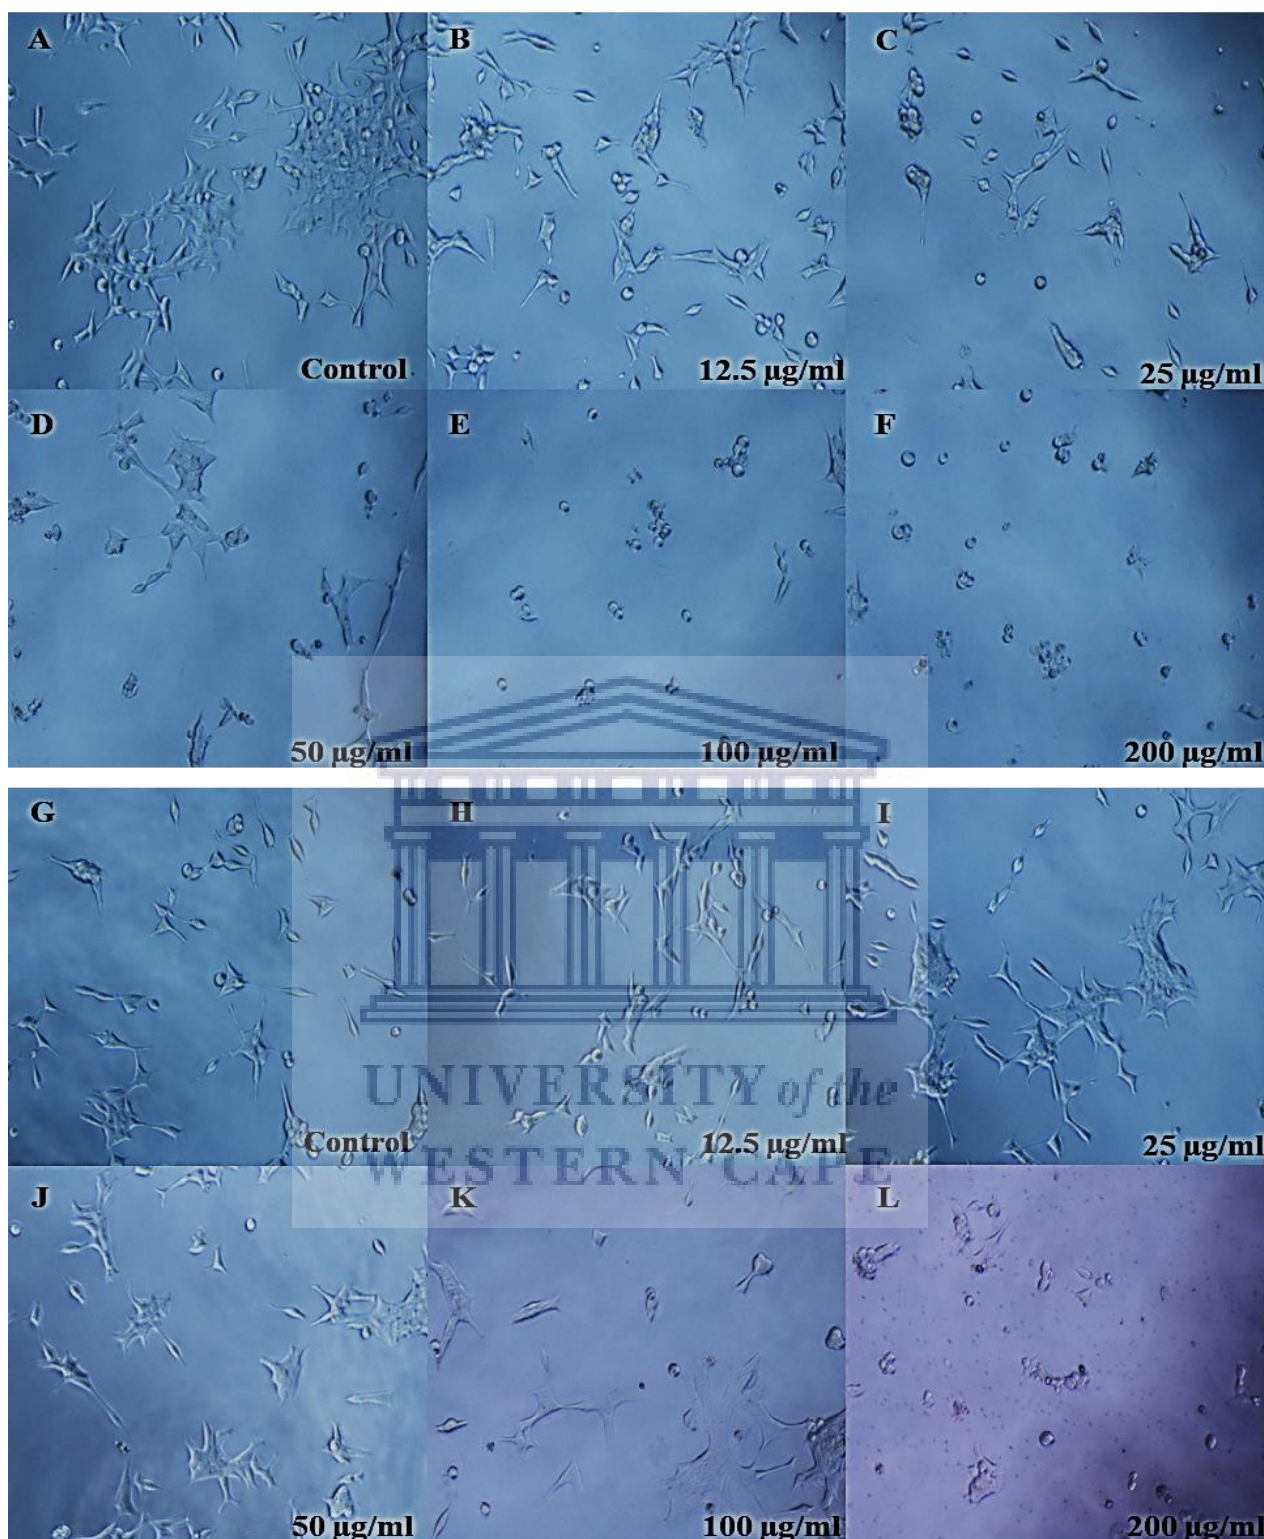 A B C
Control 12.5 µg/ml 25 µg/ml
D E F
50 µg/ml 100 µg/ml 200 µg/ml
G H I
Control 12.5 µg/ml 25 µg/ml
UNIVERSITY of the
WESTERN CAPE
J K L
50 µg/ml 100 µg/ml 200 µg/ml